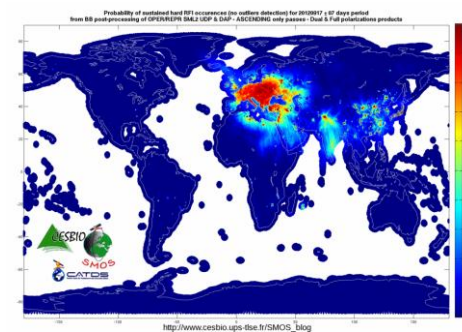 Probability of sustained hard RFI occurences (no outliers detection) for 20120917 ± 07 days period
from BB post-processing of OPER/REPR SML2 UDP & DAP - ASCENDING only passes - Dual & Full polarizations products
CESBIO
SMOS
CATDS
http://www.cesbio.ups-tlse.fr/SMOS_blog